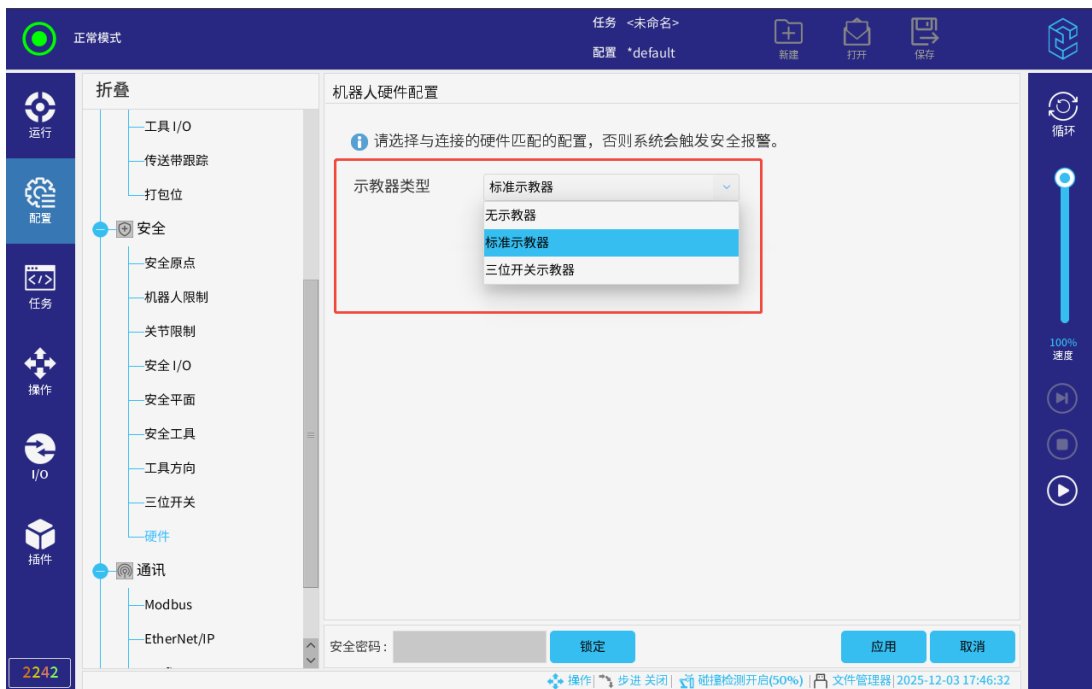 正常模式
任务 <未命名>
配置 *default
新建
打开
保存
运行
配置
任务
操作
I/O
插件
2242
折叠
工具 I/O
传送带跟踪
打包位
安全
安全原点
机器人限制
关节限制
安全 I/O
安全平面
安全工具
工具方向
三位开关
硬件
通讯
Modbus
EtherNet/IP
机器人硬件配置
请选择与连接的硬件匹配的配置，否则系统会触发安全报警。
示教器类型 标准示教器
无示教器
标准示教器
三位开关示教器
安全密码： 锁定 应用 取消
操作| 步进 关闭| 碰撞检测开启(50%) | 文件管理器| 2025-12-03 17:46:32
循环
100%
速度